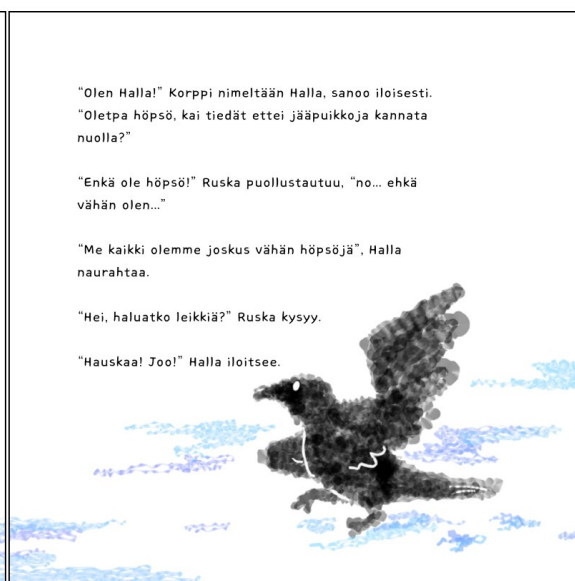 “Olen Halla!” Korppi nimeltään Halla, sanoo iloisesti.
“Oletpa höpsö, kai tiedät ettei jääpuikkoja kannata
nuolla?”
“Enkä ole höpsö!” Ruska puollustautuu, “no... ehkä
vähän olen...”
“Me kaikki olemme joskus vähän höpsöjä”, Halla
naurahtaa.
“Hei, haluatko leikkiä?” Ruska kysyy.
“Hauskaa! Joo!” Halla iloitsee.